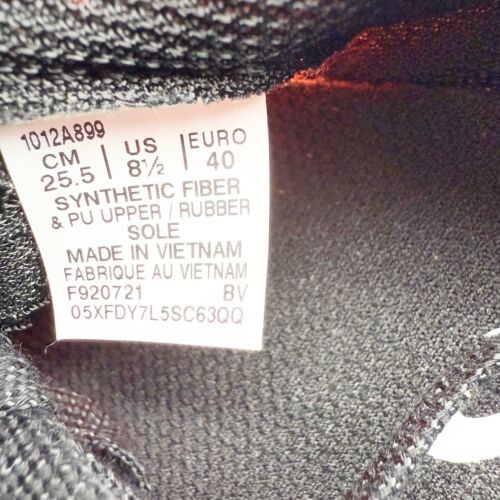 1012A899
CM | US | EURO
25.5 | 8½ | 40
SYNTHETIC FIBER
& PU UPPER / RUBBER
SOLE
MADE IN VIETNAM
FABRIQUE AU VIETNAM
F920721 BV
05XFDY7L5SC63QQ